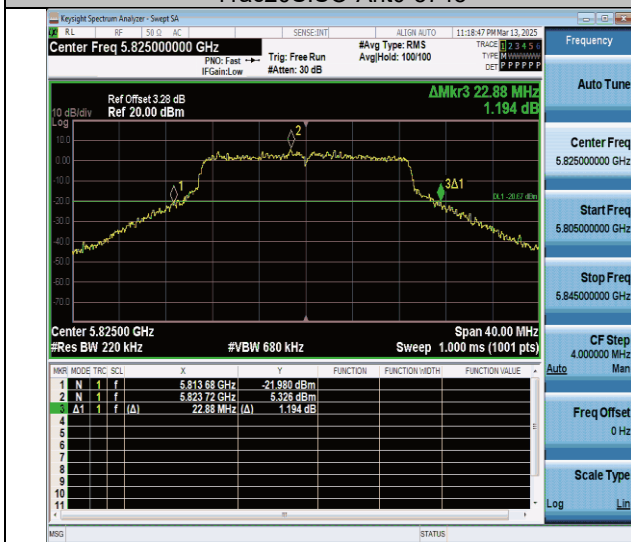 Keysight Spectrum Analyzer - Swept SA
RL RF 50 Ω AC SENSE:INT ALIGN AUTO 11:18:47 PM Mar 13, 2025
Center Freq 5.825000000 GHz
PNO: Fast
IFGain:Low
Trig: Free Run
#Atten: 30 dB
#Avg Type: RMS
Avg|Hold: 100/100
TRACE 1 2 3 4 5 6
TYPE M
DET P P P P P P
Frequency
Ref Offset 3.28 dB
10 dB/div Ref 20.00 dBm
Log
ΔMkr3 22.88 MHz
1.194 dB
10.0
0.00
-10.0
-20.0
-30.0
-40.0
-50.0
-60.0
-70.0
1
2
3Δ1
DL1 -20.67 dBm
Center 5.82500 GHz Span 40.00 MHz
#Res BW 220 kHz #VBW 680 kHz Sweep 1.000 ms (1001 pts)
MKR MODE TRC SCL X Y FUNCTION FUNCTION WIDTH FUNCTION VALUE
1 N 1 f 5.813 68 GHz -21.980 dBm
2 N 1 f 5.823 72 GHz 5.326 dBm
3 Δ1 1 f (Δ) 22.88 MHz (Δ) 1.194 dB
4
5
6
7
8
9
10
11
MSG STATUS
Auto Tune
Center Freq
5.825000000 GHz
Start Freq
5.805000000 GHz
Stop Freq
5.845000000 GHz
CF Step
4.000000 MHz
Auto Man
Freq Offset
0 Hz
Scale Type
Log Lin